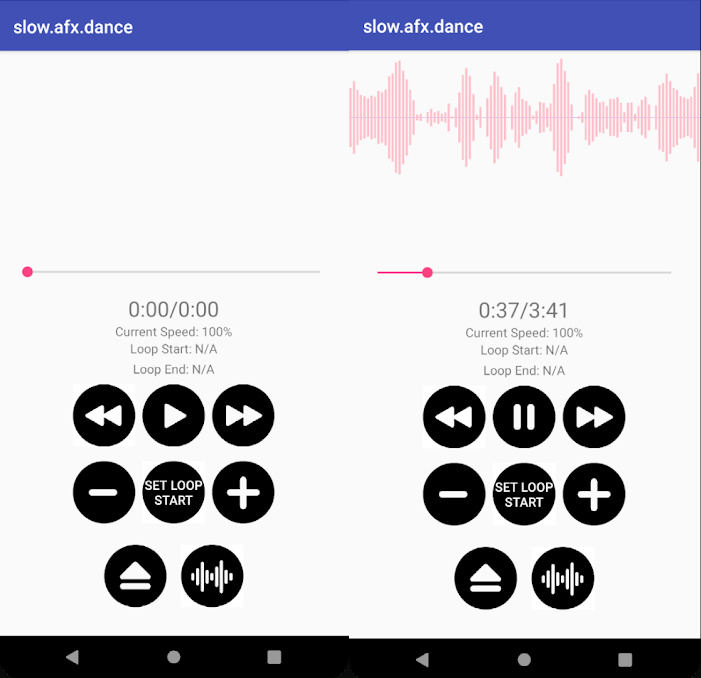 slow.afx.dance
0:00/0:00
Current Speed: 100%
Loop Start: N/A
Loop End: N/A
SET LOOP
START
slow.afx.dance
0:37/3:41
Current Speed: 100%
Loop Start: N/A
Loop End: N/A
SET LOOP
START